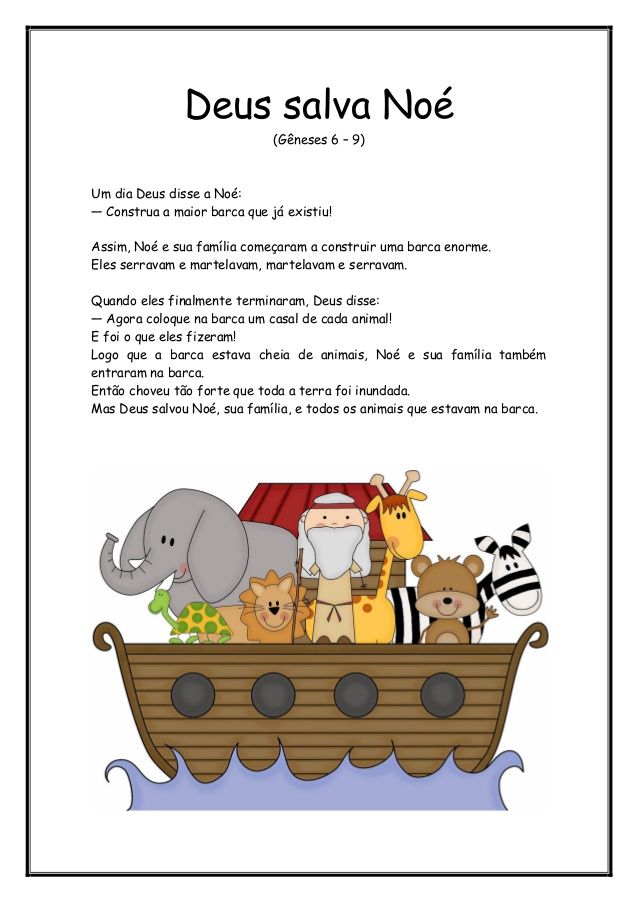 Deus salva Noé
(Gêneses 6 – 9)
Um dia Deus disse a Noé:
— Construa a maior barca que já existiu!
Assim, Noé e sua família começaram a construir uma barca enorme.
Eles serravam e martelavam, martelavam e serravam.
Quando eles finalmente terminaram, Deus disse:
— Agora coloque na barca um casal de cada animal!
E foi o que eles fizeram!
Logo que a barca estava cheia de animais, Noé e sua família também
entraram na barca.
Então choveu tão forte que toda a terra foi inundada.
Mas Deus salvou Noé, sua família, e todos os animais que estavam na barca.